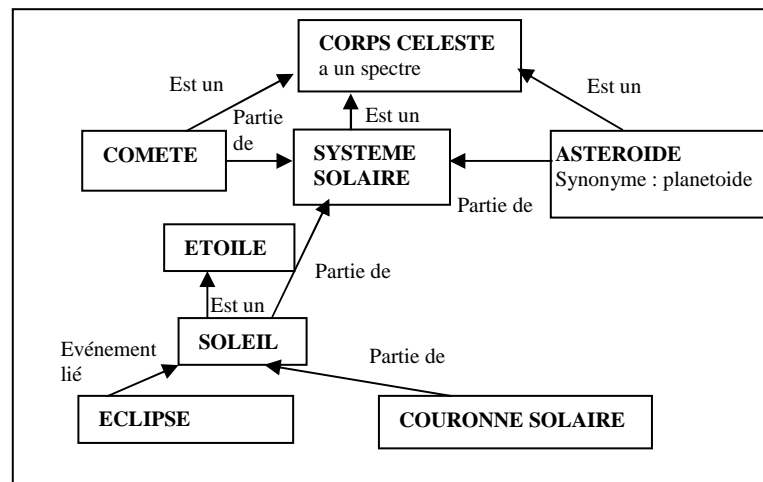 CORPS CELESTE
a un spectre
Est un
Est un
Est un
Partie
de
COMETE
SYSTEME
SOLAIRE
ASTEROIDE
Synonyme : planetoide
Partie de
ETOILE
Partie de
Est un
SOLEIL
Evénement
lié
Partie de
ECLIPSE
COURONNE SOLAIRE